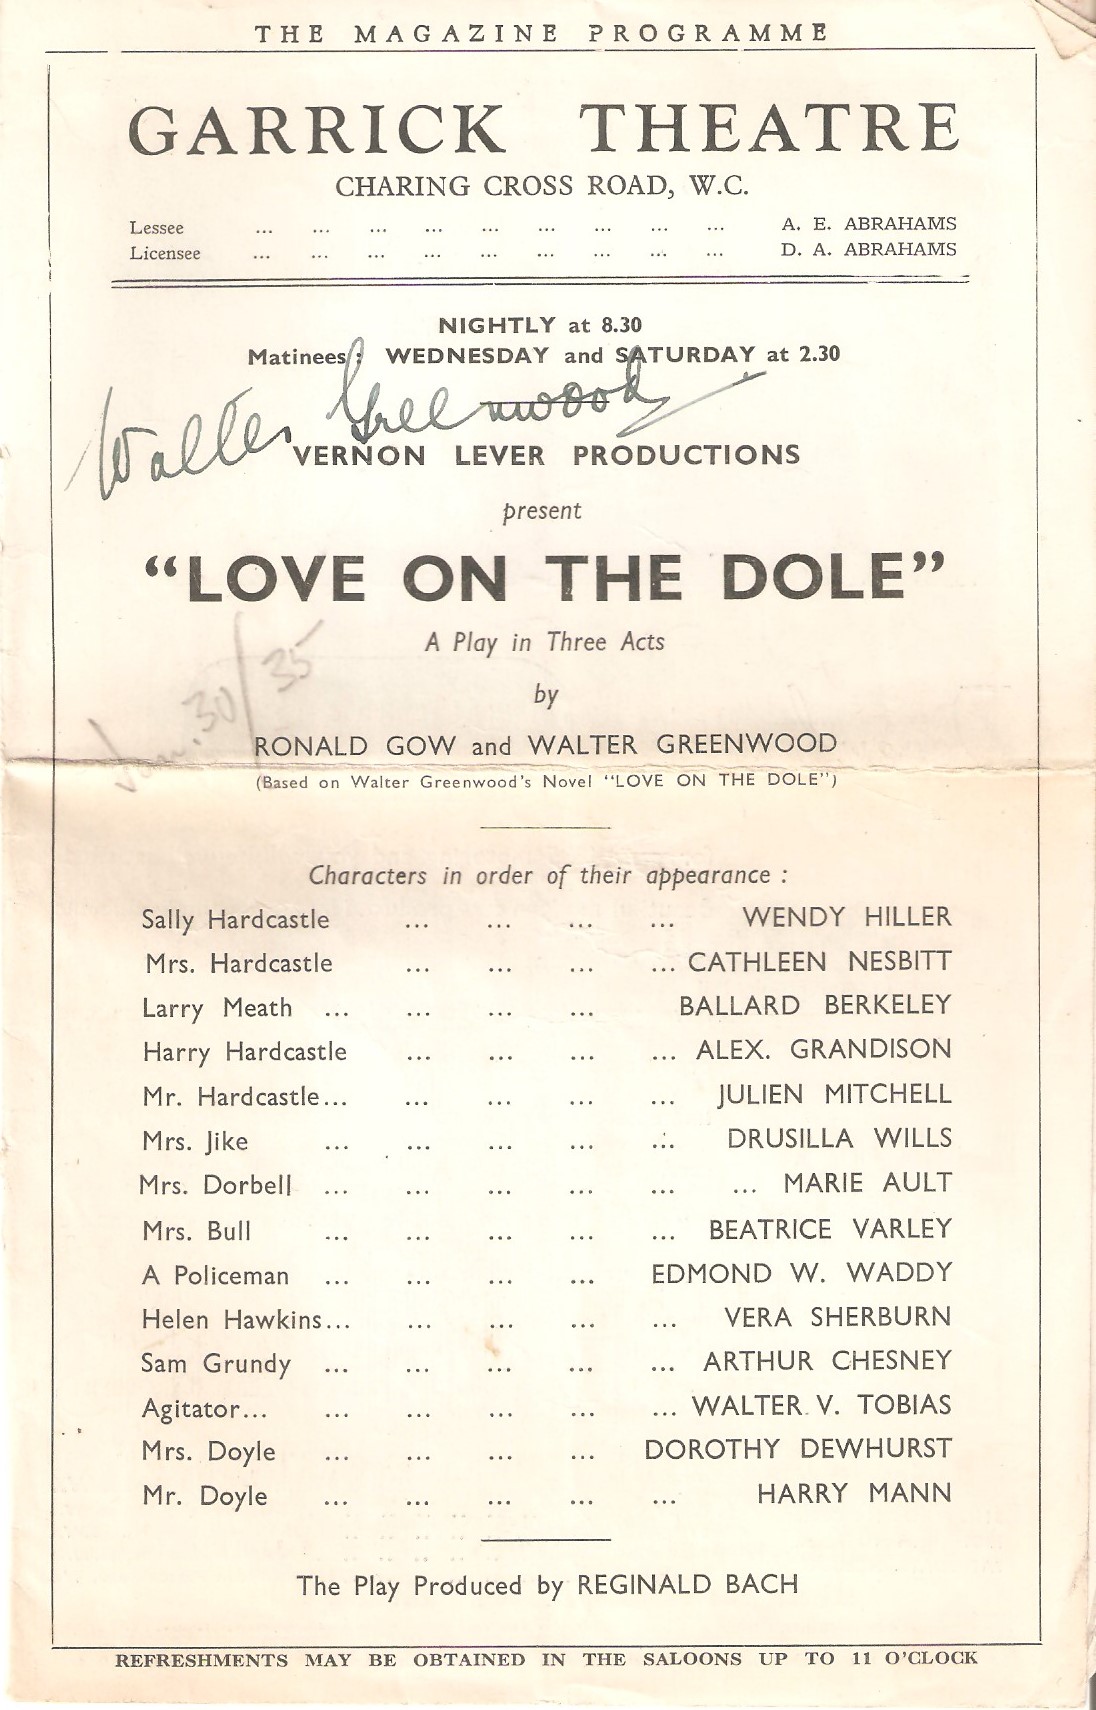 THE MAGAZINE PROGRAMME
GARRICK THEATRE
CHARING CROSS ROAD, W.C.
Lessee ... ... ... ... ... ... ... ... ... A. E. ABRAHAMS
Licensee ... ... ... ... ... ... ... ... ... D. A. ABRAHAMS
NIGHTLY at 8.30
Matinees: WEDNESDAY and SATURDAY at 2.30
Walter Greenwood
VERNON LEVER PRODUCTIONS
present
“LOVE ON THE DOLE”
A Play in Three Acts
Jan. 30/35
by
RONALD GOW and WALTER GREENWOOD
(Based on Walter Greenwood's Novel “LOVE ON THE DOLE”)
Characters in order of their appearance :
Sally Hardcastle ... ... ... ... WENDY HILLER
Mrs. Hardcastle ... ... ... ... CATHLEEN NESBITT
Larry Meath ... ... ... ... BALLARD BERKELEY
Harry Hardcastle ... ... ... ... ALEX. GRANDISON
Mr. Hardcastle... ... ... ... ... JULIEN MITCHELL
Mrs. Jike ... ... ... ... ... DRUSILLA WILLS
Mrs. Dorbell ... ... ... ... ... ... MARIE AULT
Mrs. Bull ... ... ... ... ... BEATRICE VARLEY
A Policeman ... ... ... ... EDMOND W. WADDY
Helen Hawkins... ... ... ... ... VERA SHERBURN
Sam Grundy ... ... ... ... ... ARTHUR CHESNEY
Agitator... ... ... ... ... ... WALTER V. TOBIAS
Mrs. Doyle ... ... ... ... DOROTHY DEWHURST
Mr. Doyle ... ... ... ... ... HARRY MANN
The Play Produced by REGINALD BACH
REFRESHMENTS MAY BE OBTAINED IN THE SALOONS UP TO 11 O'CLOCK